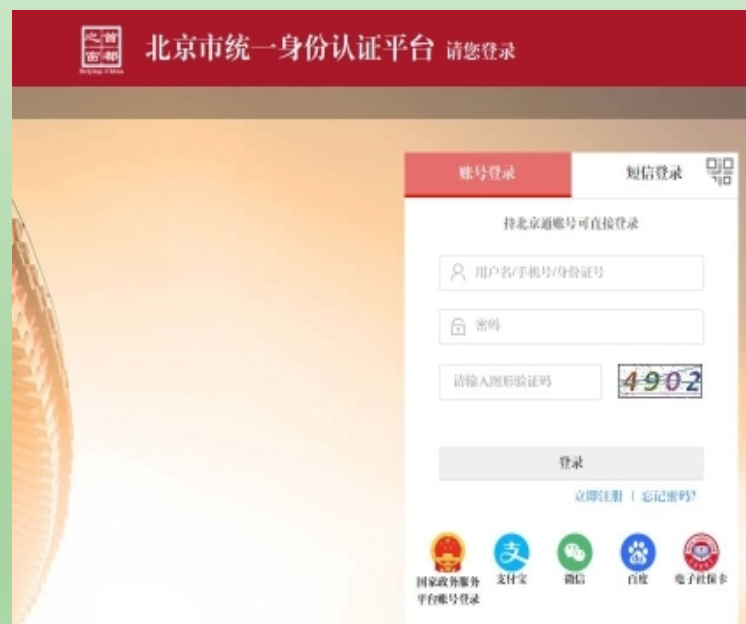 首都之窗
Beijing-China
北京市统一身份认证平台 请您登录
账号登录
短信登录
持北京通账号可直接登录
用户名/手机号/身份证号
密码
请输入图形验证码
4902
登录
立即注册 | 忘记密码?
国家政务服务平台账号登录
支付宝
微信
百度
电子社保卡